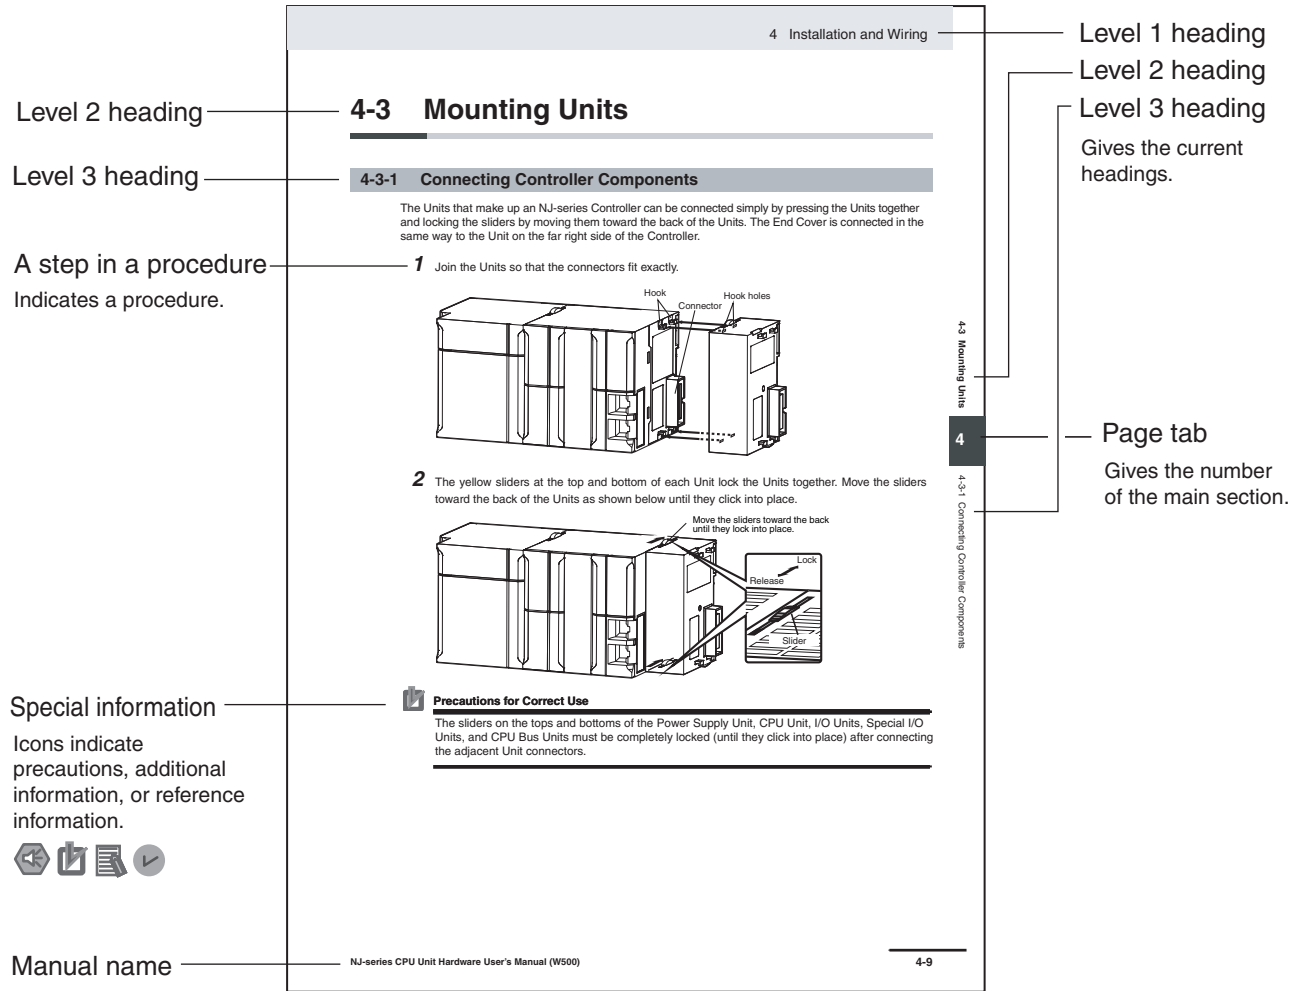 4 Installation and Wiring
Level 1 heading
Level 2 heading
Level 3 heading
Gives the current
headings.
Level 2 heading
4-3 Mounting Units
Level 3 heading
4-3-1 Connecting Controller Components
The Units that make up an NJ-series Controller can be connected simply by pressing the Units together
and locking the sliders by moving them toward the back of the Units. The End Cover is connected in the
same way to the Unit on the far right side of the Controller.
A step in a procedure
Indicates a procedure.
1 Join the Units so that the connectors fit exactly.
Hook
Connector
Hook holes
4-3 Mounting Units
4
4-3-1 Connecting Controller Components
Page tab
Gives the number
of the main section.
2 The yellow sliders at the top and bottom of each Unit lock the Units together. Move the sliders
toward the back of the Units as shown below until they click into place.
Move the sliders toward the back
until they lock into place.
Lock
Release
Slider
Special information
Icons indicate
precautions, additional
information, or reference
information.
Precautions for Correct Use
The sliders on the tops and bottoms of the Power Supply Unit, CPU Unit, I/O Units, Special I/O
Units, and CPU Bus Units must be completely locked (until they click into place) after connecting
the adjacent Unit connectors.
Manual name
NJ-series CPU Unit Hardware User's Manual (W500)
4-9